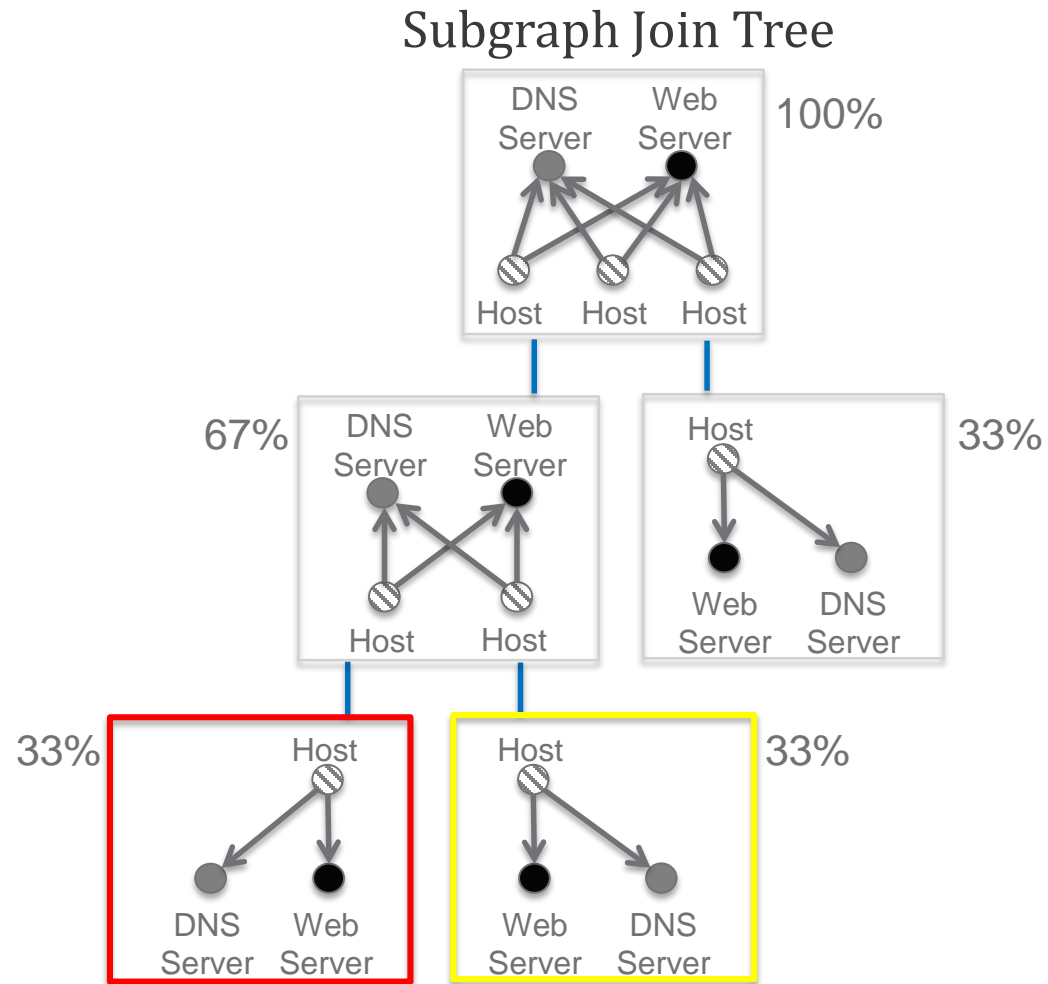 Subgraph Join Tree
DNS Server
Web Server
100%
Host Host Host
67%
DNS Server
Web Server
Host Host
Host
33%
Web Server
DNS Server
33%
Host
DNS Server
Web Server
Host
33%
Web Server
DNS Server